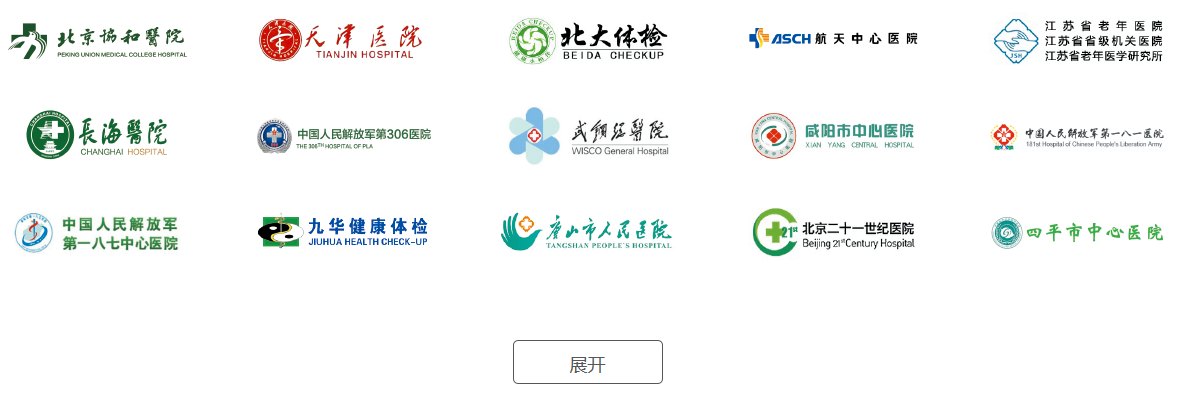 北京協和醫院
PEKING UNION MEDICAL COLLEGE HOSPITAL
天津医院
TIANJIN HOSPITAL
BEIDA CHECKUP
北大体检
BEIDA CHECKUP
ASCH 航天中心医院
JSH
江苏省老年医院
江苏省省级机关医院
江苏省老年医学研究所
長海醫院
CHANGHAI HOSPITAL
中国人民解放军第306医院
THE 306TH HOSPITAL OF PLA
武钢总醫院
WISCO General Hospital
咸阳市中心医院
XIAN YANG CENTRAL HOSPITAL
中国人民解放军第一八一医院
181st Hospital of Chinese People's Liberation Army
中国人民解放军
第一八七中心医院
九华健康体检
JIUHUA HEALTH CHECK-UP
唐山市人民医院
TANGSHAN PEOPLE'S HOSPITAL
21st
北京二十一世纪医院
Beijing 21st Century Hospital
四平市中心医院
展开